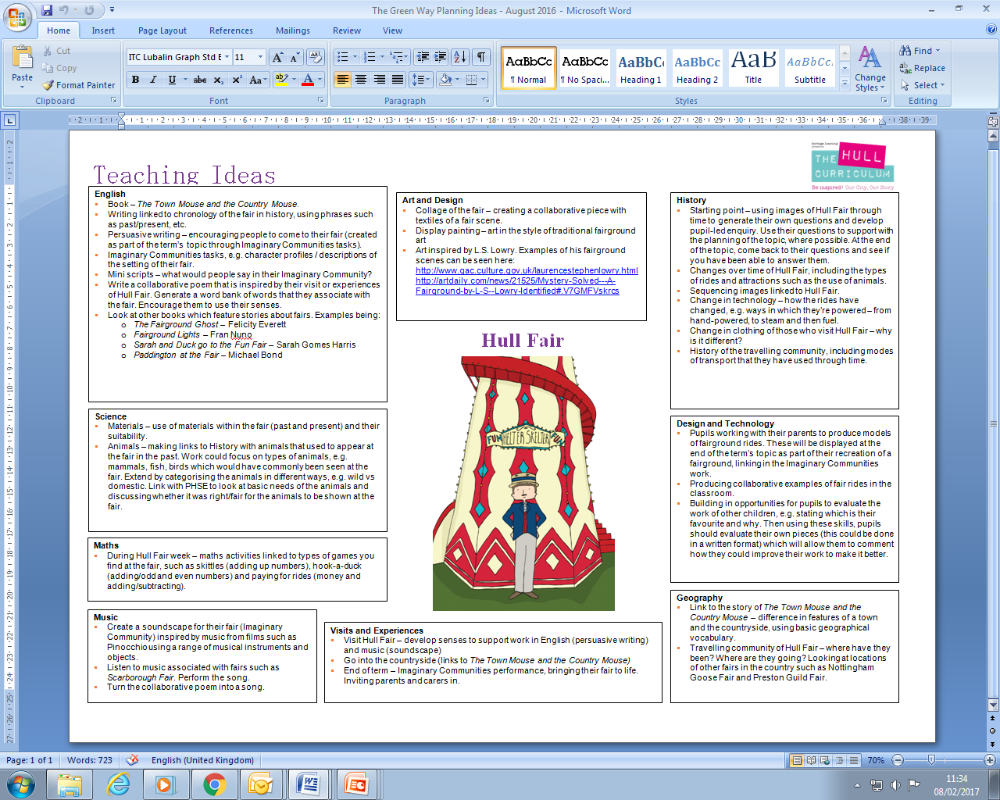 The Green Way Planning Ideas - August 2016 - Microsoft Word
Home Insert Page Layout References Mailings Review View
Paste
Cut
Copy
Format Painter
Clipboard
ITC Lubalin Graph Std E 11
B I U abc X₂ X² Aa A
Font
Paragraph
AaBbCc AaBbCc AaBbC AaBbCc AaB AaBbCc
¶ Normal ¶ No Spaci... Heading 1 Heading 2 Title Subtitle
Styles
Change
Styles
Find
Replace
Select
Editing
Teaching Ideas
Heritage Learning
presents
THE HULL
CURRICULUM
Be inspired! Our City, Our Story
English
Book – The Town Mouse and the Country Mouse.
Writing linked to chronology of the fair in history, using phrases such
as past/present, etc.
Persuasive writing – encouraging people to come to their fair (created
as part of the term's topic through Imaginary Communities tasks).
Imaginary Communities tasks, e.g. character profiles / descriptions of
the setting of their fair.
Mini scripts – what would people say in their Imaginary Community?
Write a collaborative poem that is inspired by their visit or experiences
of Hull Fair. Generate a word bank of words that they associate with
the fair. Encourage them to use their senses.
Look at other books which feature stories about fairs. Examples being:
The Fairground Ghost – Felicity Everett
Fairground Lights – Fran Nuno
Sarah and Duck go to the Fun Fair – Sarah Gomes Harris
Paddington at the Fair – Michael Bond
Science
Materials – use of materials within the fair (past and present) and their
suitability.
Animals – making links to History with animals that used to appear at
the fair in the past. Work could focus on types of animals, e.g.
mammals, fish, birds which would have commonly been seen at the
fair. Extend by categorising the animals in different ways, e.g. wild vs
domestic. Link with PHSE to look at basic needs of the animals and
discussing whether it was right/fair for the animals to be shown at the
fair.
Maths
During Hull Fair week – maths activities linked to types of games you
find at the fair, such as skittles (adding up numbers), hook-a-duck
(adding/odd and even numbers) and paying for rides (money and
adding/subtracting).
Music
Create a soundscape for their fair (Imaginary
Community) inspired by music from films such as
Pinocchio using a range of musical instruments and
objects.
Listen to music associated with fairs such as
Scarborough Fair. Perform the song.
Turn the collaborative poem into a song.
Art and Design
Collage of the fair – creating a collaborative piece with
textiles of a fair scene.
Display painting – art in the style of traditional fairground
art
Art inspired by L.S. Lowry. Examples of his fairground
scenes can be seen here:
http://www.gac.culture.gov.uk/laurencestephenlowry.html
http://artdaily.com/news/21525/Mystery-Solved---A-
Fairground-by-L-S--Lowry-Identified#.V7GMFVskrcs
Hull Fair
FUN HELTER SKELTER FUN
Visits and Experiences
Visit Hull Fair – develop senses to support work in English (persuasive writing)
and music (soundscape)
Go into the countryside (links to The Town Mouse and the Country Mouse)
End of term – Imaginary Communities performance, bringing their fair to life.
Inviting parents and carers in.
History
Starting point – using images of Hull Fair through
time to generate their own questions and develop
pupil-led enquiry. Use their questions to support with
the planning of the topic, where possible. At the end
of the topic, come back to their questions and see if
you have been able to answer them.
Changes over time of Hull Fair, including the types
of rides and attractions such as the use of animals.
Sequencing images linked to Hull Fair.
Change in technology – how the rides have
changed, e.g. ways in which they're powered – from
hand-powered, to steam and then fuel.
Change in clothing of those who visit Hull Fair – why
is it different?
History of the travelling community, including modes
of transport that they have used through time.
Design and Technology
Pupils working with their parents to produce models
of fairground rides. These will be displayed at the
end of the term's topic as part of their recreation of a
fairground, linking in the Imaginary Communities
work.
Producing collaborative examples of fair rides in the
classroom.
Building in opportunities for pupils to evaluate the
work of other children, e.g. stating which is their
favourite and why. Then using these skills, pupils
should evaluate their own pieces (this could be done
in a written format) which will allow them to comment
how they could improve their work to make it better.
Geography
Link to the story of The Town Mouse and the
Country Mouse – difference in features of a town
and the countryside, using basic geographical
vocabulary.
Travelling community of Hull Fair – where have they
been? Where are they going? Looking at locations
of other fairs in the country such as Nottingham
Goose Fair and Preston Guild Fair.
Page: 1 of 1 Words: 723 English (United Kingdom) 70%
11:34
08/02/2017